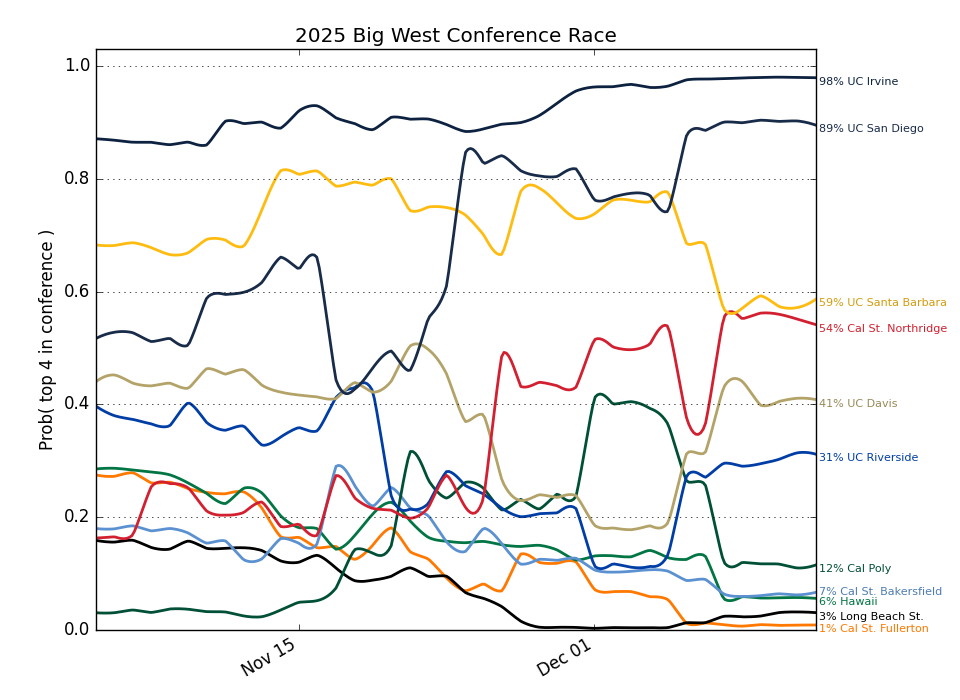 2025 Big West Conference Race
Prob( top 4 in conference )
1.0
0.8
0.6
0.4
0.2
0.0
Nov 15
Dec 01
98% UC Irvine
89% UC San Diego
59% UC Santa Barbara
54% Cal St. Northridge
41% UC Davis
31% UC Riverside
12% Cal Poly
7% Cal St. Bakersfield
6% Hawaii
3% Long Beach St.
1% Cal St. Fullerton